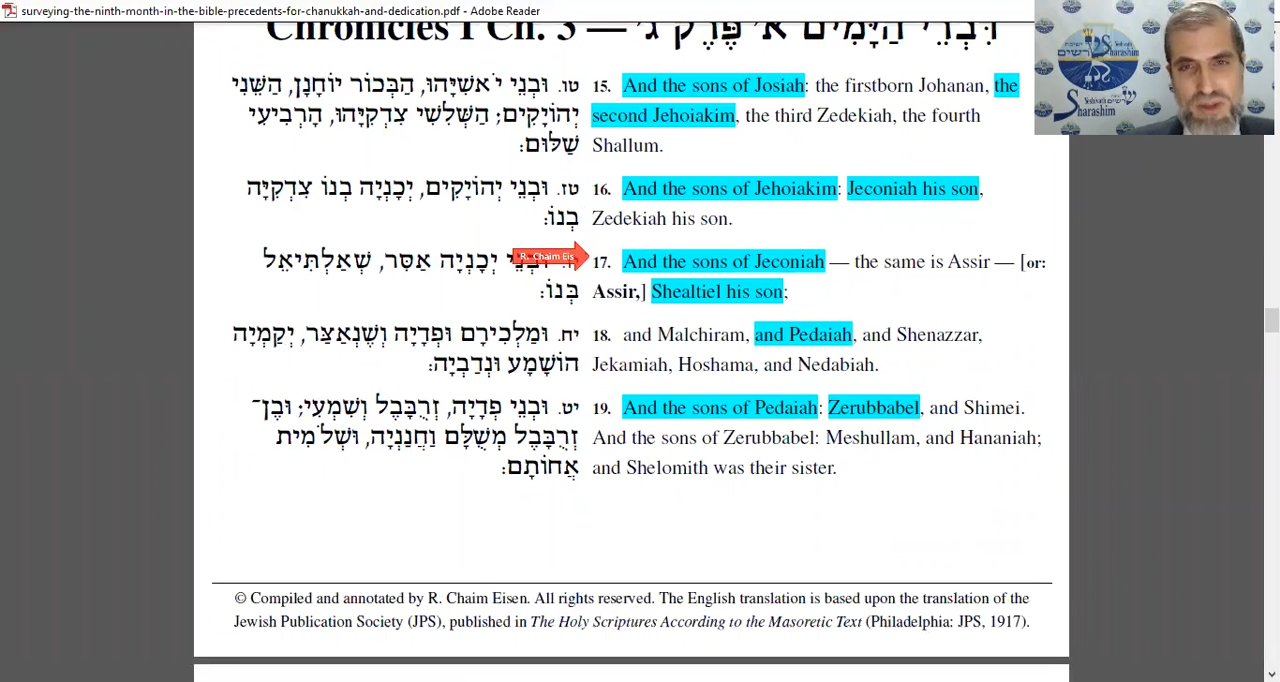 surveying-the-ninth-month-in-the-bible-precedents-for-chanukkah-and-dedication.pdf - Adobe Reader
Chronicles I Ch. 3 — דִּבְרֵי הַיָּמִים א׳ פֶּרֶק ג׳
טו. וּבְנֵי יֹאשִׁיָּהוּ, הַבְּכוֹר יוֹחָנָן, הַשֵּׁנִי
יְהוֹיָקִים; הַשְּׁלִשִׁי צִדְקִיָּהוּ, הָרְבִיעִי
שַׁלּוּם:
15. And the sons of Josiah: the firstborn Johanan, the
second Jehoiakim, the third Zedekiah, the fourth
Shallum.
טז. וּבְנֵי יְהוֹיָקִים, יְכָנְיָה בְנוֹ צִדְקִיָּה
בְנוֹ:
16. And the sons of Jehoiakim: Jeconiah his son,
Zedekiah his son.
יְכָנְיָה אַסִּר, שְׁאַלְתִּיאֵל
בְּנוֹ:
R. Chaim Eis
17. And the sons of Jeconiah — the same is Assir — [or:
Assir,] Shealtiel his son;
יח. וּמַלְכִּירָם וּפְדָיָה וְשֶׁנְאַצַּר, יְקַמְיָה
הוֹשָׁמָע וּנְדַבְיָה:
18. and Malchiram, and Pedaiah, and Shenazzar,
Jekamiah, Hoshama, and Nedabiah.
יט. וּבְנֵי פְדָיָה, זְרֻבָּבֶל וְשִׁמְעִי; וּבֶן־
זְרֻבָּבֶל מְשֻׁלָּם וַחֲנַנְיָה, וּשְׁלֹמִית
אֲחוֹתָם:
19. And the sons of Pedaiah: Zerubbabel, and Shimei.
And the sons of Zerubbabel: Meshullam, and Hananiah;
and Shelomith was their sister.
© Compiled and annotated by R. Chaim Eisen. All rights reserved. The English translation is based upon the translation of the
Jewish Publication Society (JPS), published in The Holy Scriptures According to the Masoretic Text (Philadelphia: JPS, 1917).
Yeshivath
Sharashim
שרשים